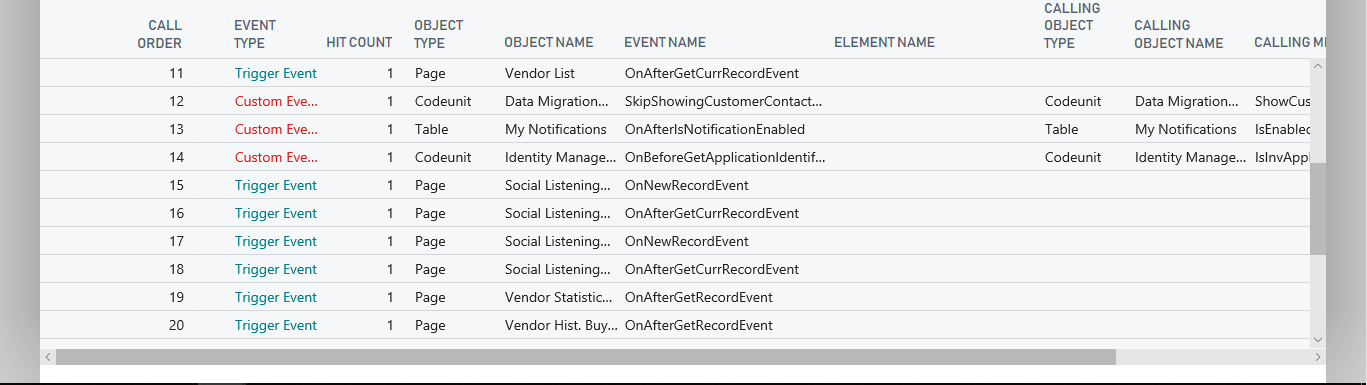 CALL ORDER EVENT TYPE HIT COUNT OBJECT TYPE OBJECT NAME EVENT NAME ELEMENT NAME CALLING OBJECT TYPE CALLING OBJECT NAME CALLING M
11 Trigger Event 1 Page Vendor List OnAfterGetCurrRecordEvent
12 Custom Eve... 1 Codeunit Data Migration... SkipShowingCustomerContact... Codeunit Data Migration... ShowCus
13 Custom Eve... 1 Table My Notifications OnAfterIsNotificationEnabled Table My Notifications IsEnabled
14 Custom Eve... 1 Codeunit Identity Manage... OnBeforeGetApplicationIdentif... Codeunit Identity Manage... IsInvAppl
15 Trigger Event 1 Page Social Listening... OnNewRecordEvent
16 Trigger Event 1 Page Social Listening... OnAfterGetCurrRecordEvent
17 Trigger Event 1 Page Social Listening... OnNewRecordEvent
18 Trigger Event 1 Page Social Listening... OnAfterGetCurrRecordEvent
19 Trigger Event 1 Page Vendor Statistic... OnAfterGetRecordEvent
20 Trigger Event 1 Page Vendor Hist. Buy... OnAfterGetRecordEvent